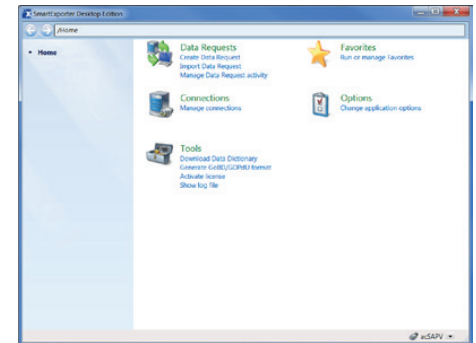 SmartExporter Desktop Edition
/Home
Home
Data Requests
Create Data Request
Import Data Request
Manage Data Request activity
Favorites
Run or manage Favorites
Connections
Manage connections
Options
Change application options
Tools
Download Data Dictionary
Generate GoBD/GDPdU format
Activate license
Show log file
acSAPV